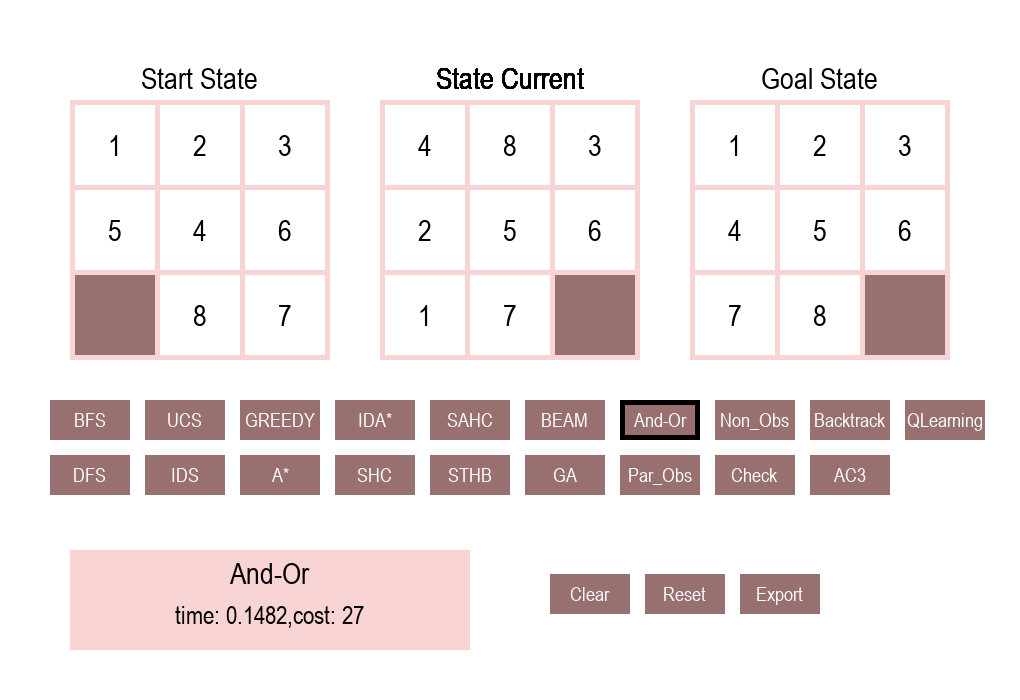 Start State State Current Goal State
1 2 3 4 8 3 1 2 3
5 4 6 2 5 6 4 5 6
8 7 1 7 7 8
BFS UCS GREEDY IDA* SAHC BEAM And-Or Non_Obs Backtrack QLearning
DFS IDS A* SHC STHB GA Par_Obs Check AC3
And-Or
time: 0.1482,cost: 27
Clear Reset Export